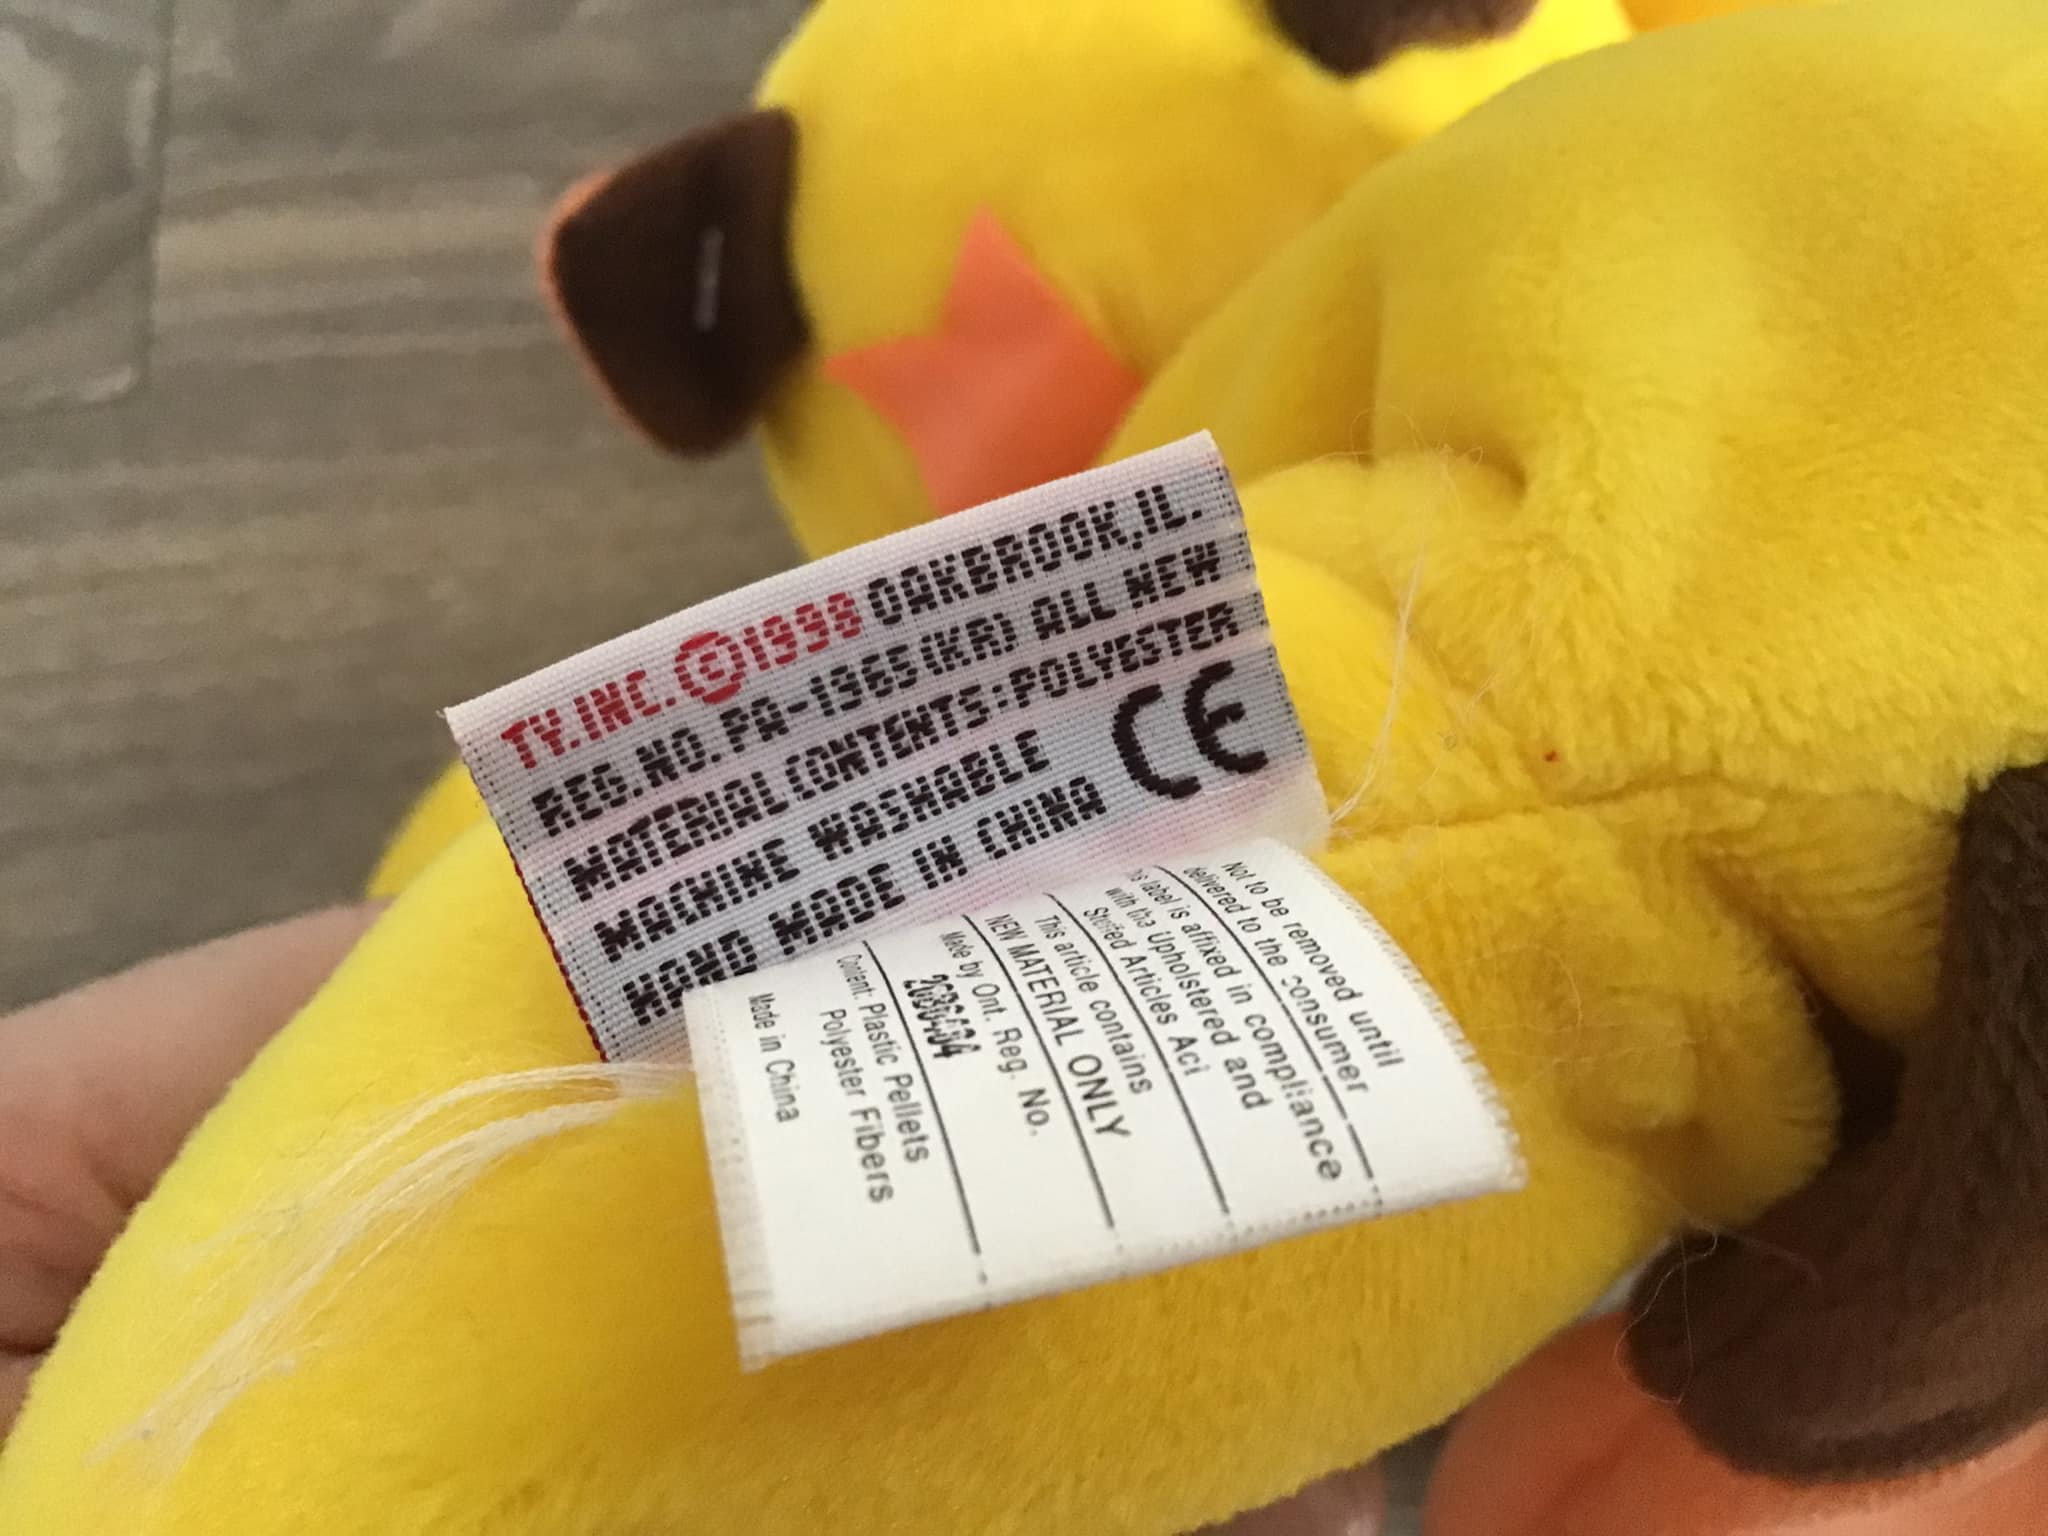 TY.INC.©1998 OAKBROOK,IL.
REG.NO.PA-1965(KR) ALL NEW
MATERIAL CONTENTS:POLYESTER
MACHINE WASHABLE
HAND MADE IN CHINA CE
Not to be removed until
delivered to the consumer
is label is affixed in compliance
with the Upholstered and
Stuffed Articles Act
This article contains
NEW MATERIAL ONLY
Made by Ont. Reg. No.
Content: Plastic Pellets
Polyester Fibers
Made in China